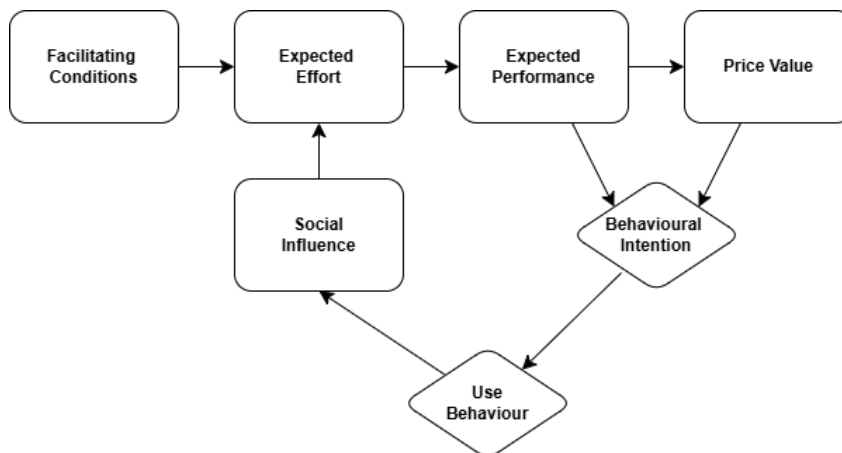 Facilitating
Conditions
Expected
Effort
Expected
Performance
Price Value
Social
Influence
Behavioural
Intention
Use
Behaviour